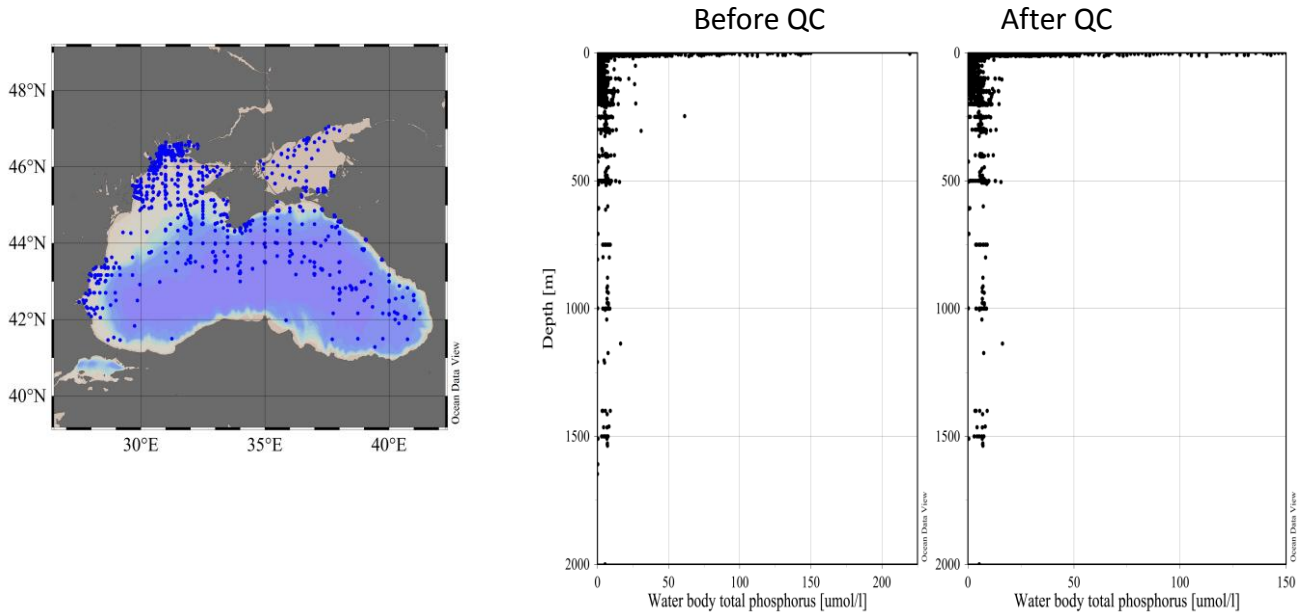 Before QC
After QC
48°N
46°N
44°N
42°N
40°N
30°E
35°E
40°E
Ocean Data View
0
500
1000
1500
2000
Depth [m]
0
50
100
150
200
Water body total phosphorus [umol/l]
Ocean Data View
0
500
1000
1500
2000
0
50
100
150
Water body total phosphorus [umol/l]
Ocean Data View